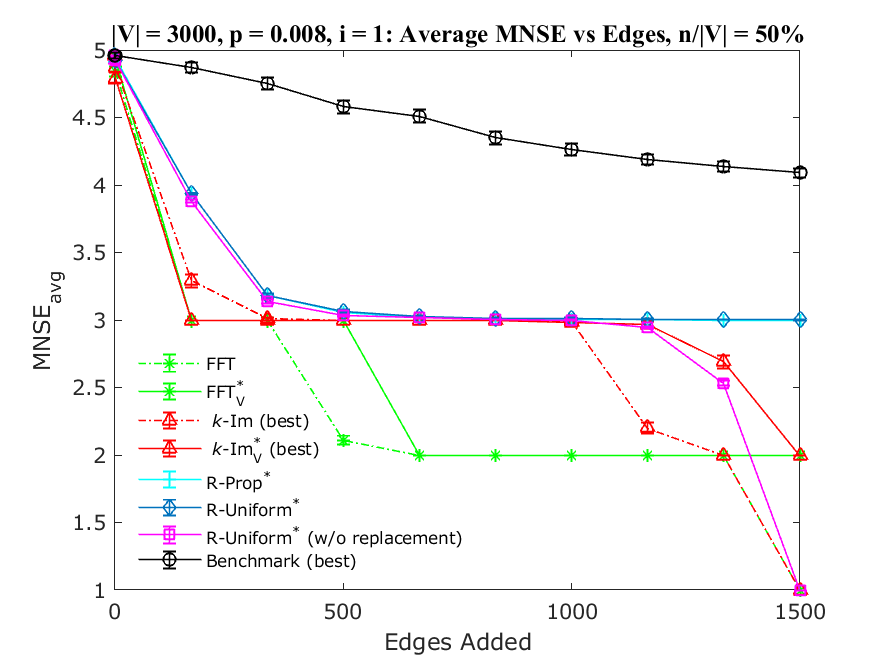 |V| = 3000, p = 0.008, i = 1: Average MNSE vs Edges, n/|V| = 50%
5
4.5
4
3.5
3
2.5
2
1.5
1
MNSE_avg
FFT
FFT*_V
k-Im (best)
k-Im*_V (best)
R-Prop*
R-Uniform*
R-Uniform* (w/o replacement)
Benchmark (best)
0 500 1000 1500
Edges Added